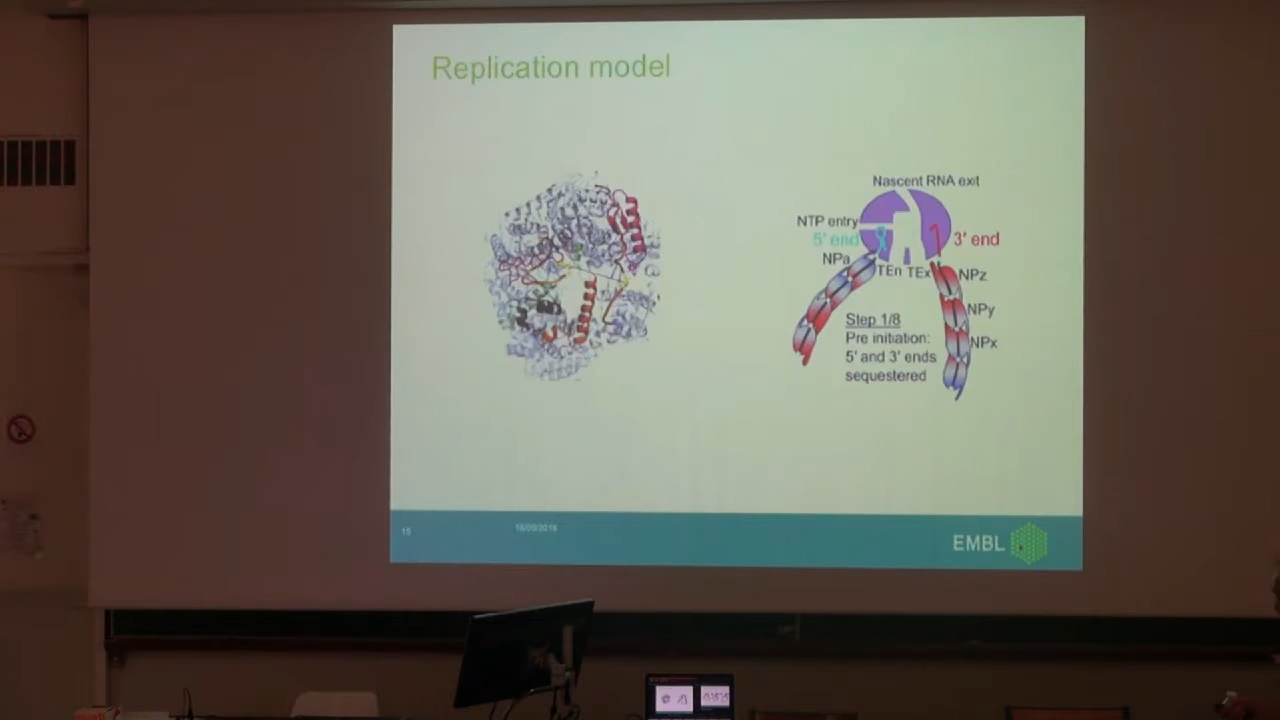 Replication model
Nascent RNA exit
NTP entry
5' end
3' end
NPa
TEn TEx
NPz
NPy
NPx
Step 1/8
Pre initiation:
5' and 3' ends
sequestered
15
EMBL